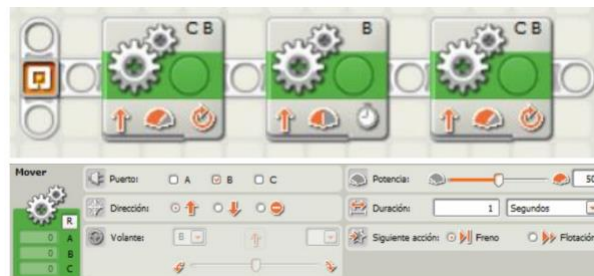 C B
B
C B
Mover
Puerto: A B C
Potencia: 50
Dirección:
Duración: 1 Segundos
R
0 A
Volante: B
Siguiente acción: Freno Flotación
0 B
0 C